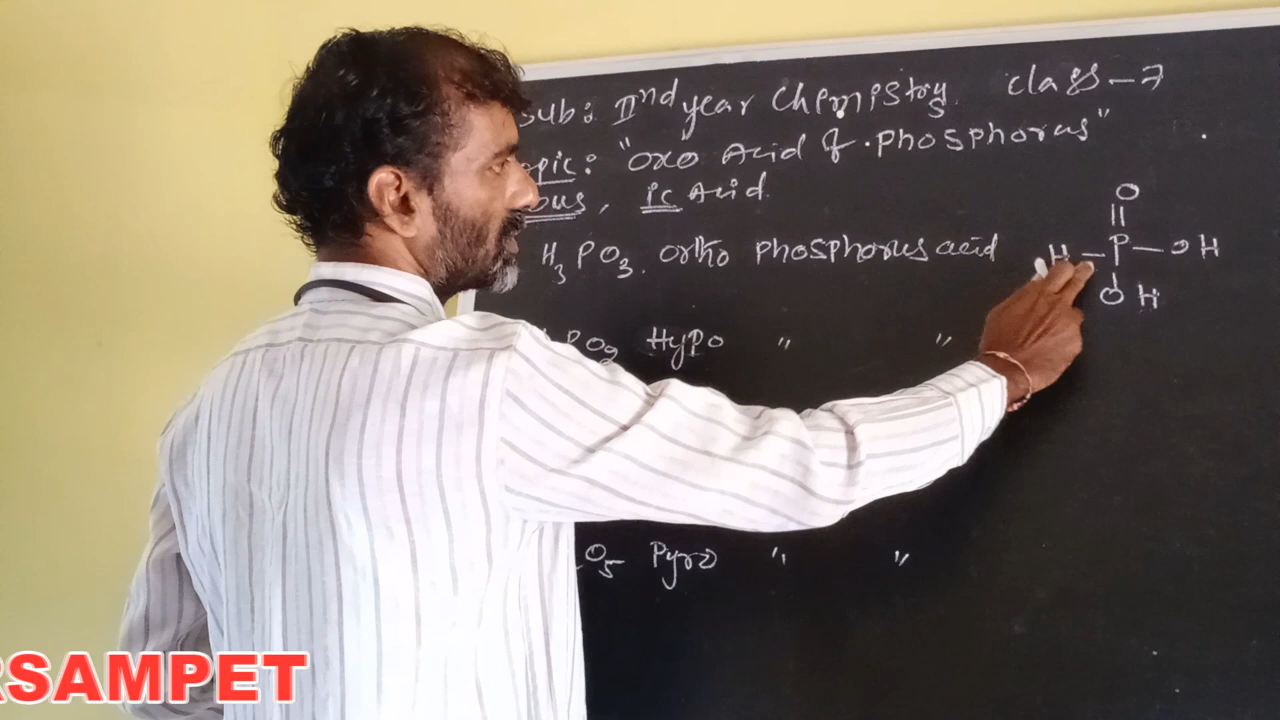 sub: IInd year Chemistry. class-7
opic: "oxo Acid of phosphorus"
ous, ic Acid
O
||
H3PO3. ortho phosphorus acid H-P-OH
OH
PO2 Hypo " "
O5 Pyro " "
RSAMPET